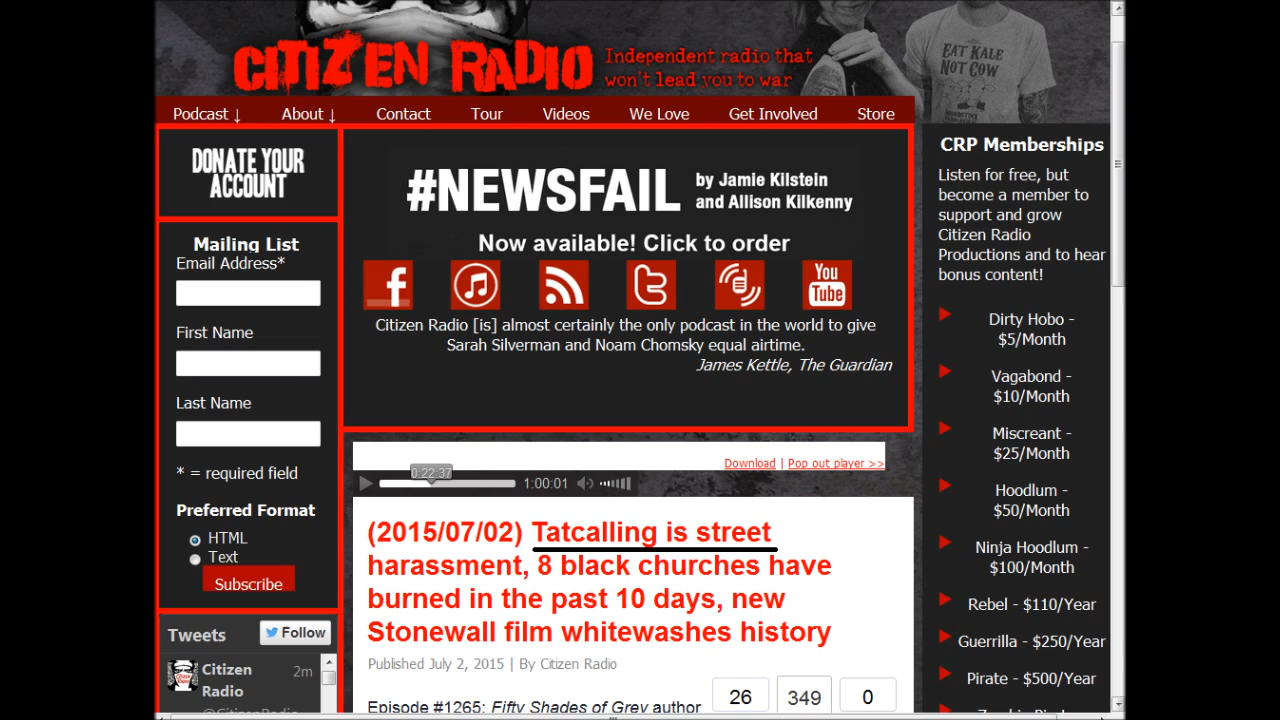 CITIZEN RADIO
Independent radio that
won't lead you to war
EAT KALE
NOT COW
Podcast ↓ About ↓ Contact Tour Videos We Love Get Involved Store
DONATE YOUR
ACCOUNT
Mailing List
Email Address*
First Name
Last Name
* = required field
Preferred Format
HTML
Text
Subscribe
Tweets
Follow
Citizen
Radio
2m
@CitizenRadio
#NEWSFAIL
by Jamie Kilstein
and Allison Kilkenny
Now available! Click to order
f
You
Tube
Citizen Radio [is] almost certainly the only podcast in the world to give
Sarah Silverman and Noam Chomsky equal airtime.
James Kettle, The Guardian
Download | Pop out player >>
0:22:37
1:00:01
(2015/07/02) Tatcalling is street
harassment, 8 black churches have
burned in the past 10 days, new
Stonewall film whitewashes history
Published July 2, 2015 | By Citizen Radio
26 349 0
Episode #1265: Fifty Shades of Grey author
CRP Memberships
Listen for free, but
become a member to
support and grow
Citizen Radio
Productions and to hear
bonus content!
Dirty Hobo -
$5/Month
Vagabond -
$10/Month
Miscreant -
$25/Month
Hoodlum -
$50/Month
Ninja Hoodlum -
$100/Month
Rebel - $110/Year
Guerrilla - $250/Year
Pirate - $500/Year